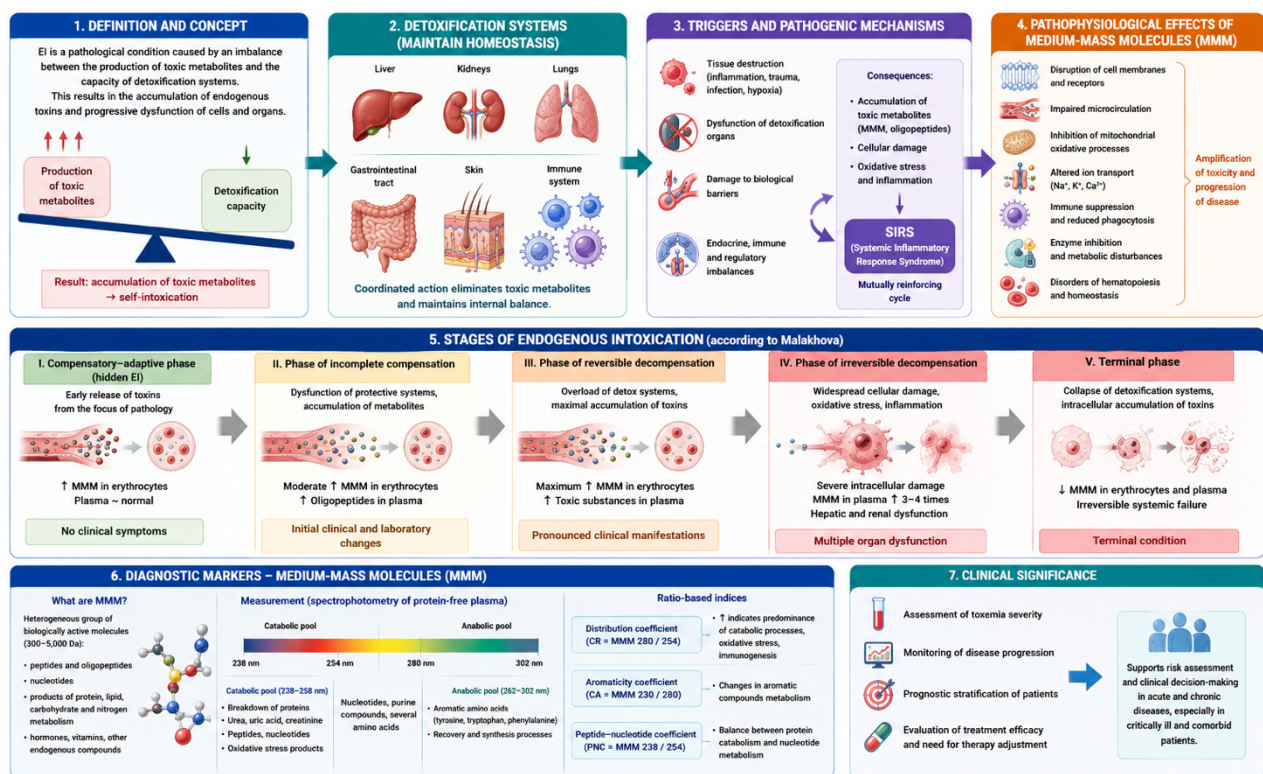 1. DEFINITION AND CONCEPT
EI is a pathological condition caused by an imbalance
between the production of toxic metabolites and the
capacity of detoxification systems.
This results in the accumulation of endogenous
toxins and progressive dysfunction of cells and organs.
↑ ↑ ↑
Production
of toxic
metabolites
↓
Detoxification
capacity
Result: accumulation of toxic metabolites
→ self-intoxication
2. DETOXIFICATION SYSTEMS
(MAINTAIN HOMEOSTASIS)
Liver
Kidneys
Lungs
Gastrointestinal
tract
Skin
Immune
system
Coordinated action eliminates toxic metabolites
and maintains internal balance.
3. TRIGGERS AND PATHOGENIC MECHANISMS
Tissue destruction
(inflammation, trauma,
infection, hypoxia)
Dysfunction of detoxification
organs
Damage to biological
barriers
Endocrine, immune
and regulatory
imbalances
Consequences:
• Accumulation of
toxic metabolites
(MMM, oligopeptides)
• Cellular damage
• Oxidative stress
and inflammation
SIRS
(Systemic Inflammatory
Response Syndrome)
Mutually reinforcing
cycle
4. PATHOPHYSIOLOGICAL EFFECTS OF
MEDIUM-MASS MOLECULES (MMM)
Disruption of cell membranes
and receptors
Impaired microcirculation
Inhibition of mitochondrial
oxidative processes
Altered ion transport
(Na⁺, K⁺, Ca²⁺)
Immune suppression
and reduced phagocytosis
Enzyme inhibition
and metabolic disturbances
Disorders of hematopoiesis
and homeostasis
Amplification
of toxicity and
progression
of disease
5. STAGES OF ENDOGENOUS INTOXICATION (according to Malakhova)
I. Compensatory–adaptive phase
(hidden EI)
Early release of toxins
from the focus of pathology
↑ MMM in erythrocytes
Plasma ~ normal
No clinical symptoms
II. Phase of incomplete compensation
Dysfunction of protective systems,
accumulation of metabolites
Moderate ↑ MMM in erythrocytes
↑ Oligopeptides in plasma
Initial clinical and laboratory
changes
III. Phase of reversible decompensation
Overload of detox systems,
maximal accumulation of toxins
Maximum ↑ MMM in erythrocytes
↑ Toxic substances in plasma
Pronounced clinical manifestations
IV. Phase of irreversible decompensation
Widespread cellular damage,
oxidative stress, inflammation
Severe intracellular damage
MMM in plasma ↑ 3–4 times
Hepatic and renal dysfunction
Multiple organ dysfunction
V. Terminal phase
Collapse of detoxification systems,
intracellular accumulation of toxins
↓ MMM in erythrocytes and plasma
Irreversible systemic failure
Terminal condition
6. DIAGNOSTIC MARKERS – MEDIUM-MASS MOLECULES (MMM)
What are MMM?
Heterogeneous group of
biologically active molecules
(300–5,000 Da):
• peptides and oligopeptides
• nucleotides
• products of protein, lipid,
carbohydrate and nitrogen
metabolism
• hormones, vitamins, other
endogenous compounds
Measurement (spectrophotometry of protein-free plasma)
Catabolic pool
Anabolic pool
238 nm
254 nm
280 nm
302 nm
Catabolic pool (238–258 nm)
• Breakdown of proteins
• Urea, uric acid, creatinine
• Peptides, nucleotides
• Oxidative stress products
Nucleotides, purine
compounds, several
amino acids
Anabolic pool (262–302 nm)
• Aromatic amino acids
(tyrosine, tryptophan, phenylalanine)
• Recovery and synthesis processes
Ratio-based indices
Distribution coefficient
(CR = MMM 280 / 254)
• ↑ indicates predominance
of catabolic processes,
oxidative stress,
immunogenesis
Aromaticity coefficient
(CA = MMM 230 / 280)
• Changes in aromatic
compounds metabolism
Peptide–nucleotide coefficient
(PNC = MMM 238 / 254)
• Balance between protein
catabolism and nucleotide
metabolism
7. CLINICAL SIGNIFICANCE
Assessment of toxemia severity
Monitoring of disease progression
Prognostic stratification of patients
Evaluation of treatment efficacy
and need for therapy adjustment
Supports risk assessment
and clinical decision-making
in acute and chronic
diseases, especially in
critically ill and comorbid
patients.